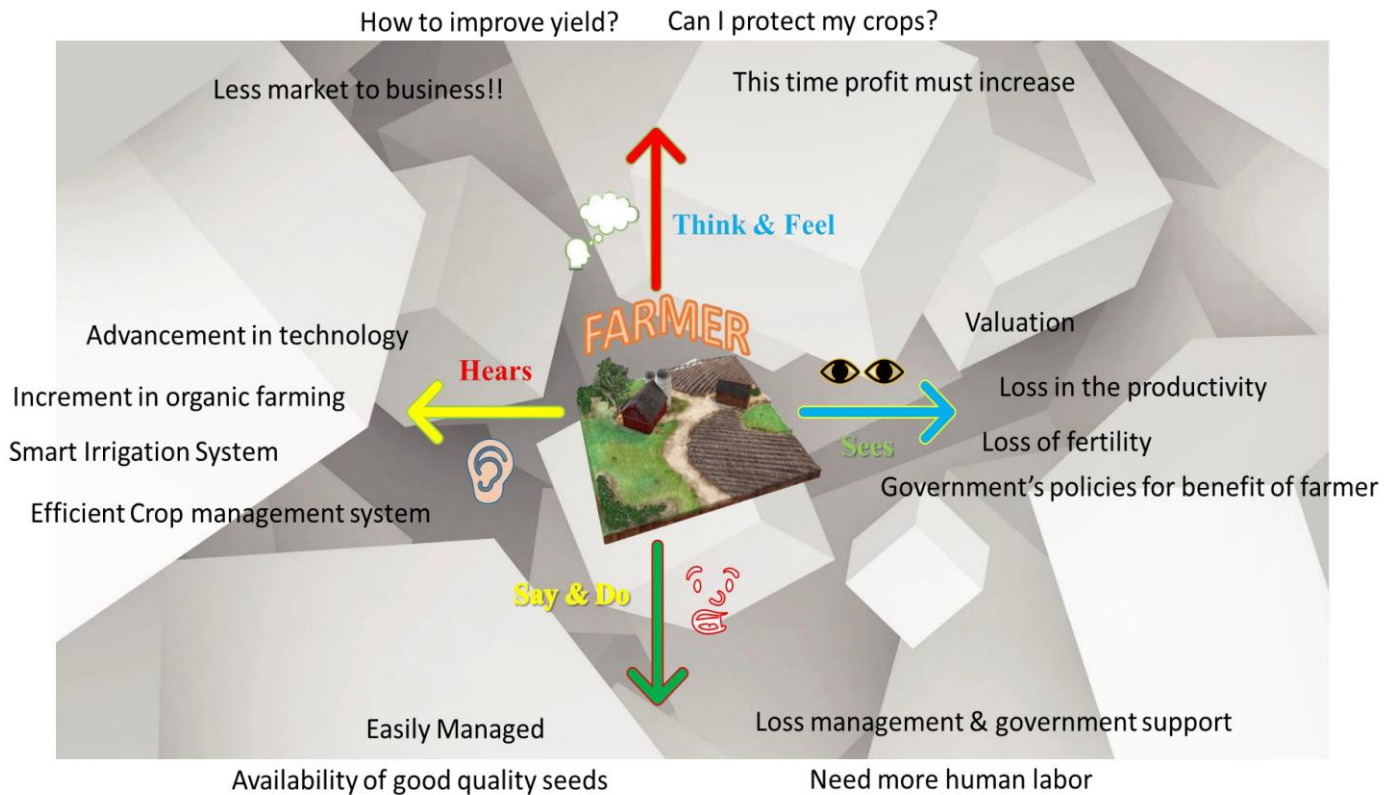 How to improve yield?
Can I protect my crops?
Less market to business!!
This time profit must increase
Think & Feel
FARMER
Advancement in technology
Hears
Increment in organic farming
Smart Irrigation System
Efficient Crop management system
Valuation
Loss in the productivity
Sees
Loss of fertility
Government’s policies for benefit of farmer
Say & Do
Easily Managed
Loss management & government support
Availability of good quality seeds
Need more human labor